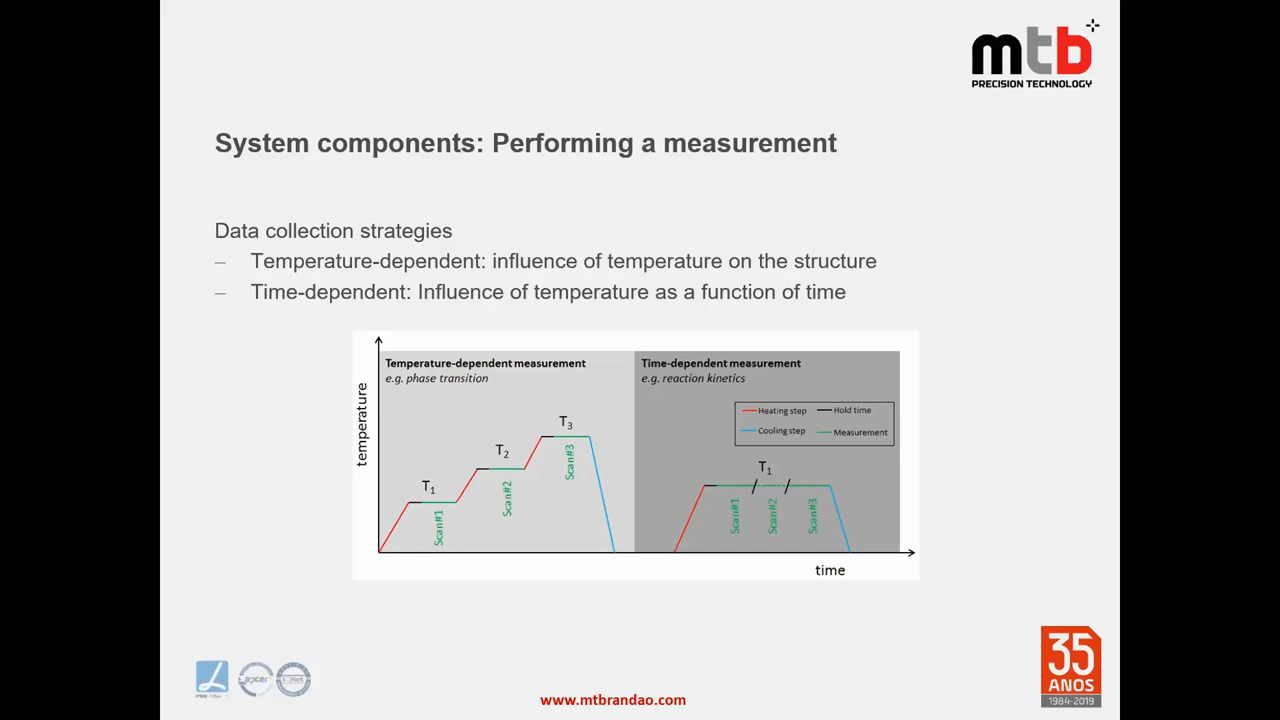 mtb
PRECISION TECHNOLOGY
System components: Performing a measurement
Data collection strategies
– Temperature-dependent: influence of temperature on the structure
– Time-dependent: Influence of temperature as a function of time
temperature
Temperature-dependent measurement
e.g. phase transition
T1
T2
T3
Scan#1
Scan#2
Scan#3
Time-dependent measurement
e.g. reaction kinetics
Heating step
Hold time
Cooling step
Measurement
T1
Scan#1
Scan#2
Scan#3
time
apcer
35
ANOS
1984-2019
www.mtbrandao.com